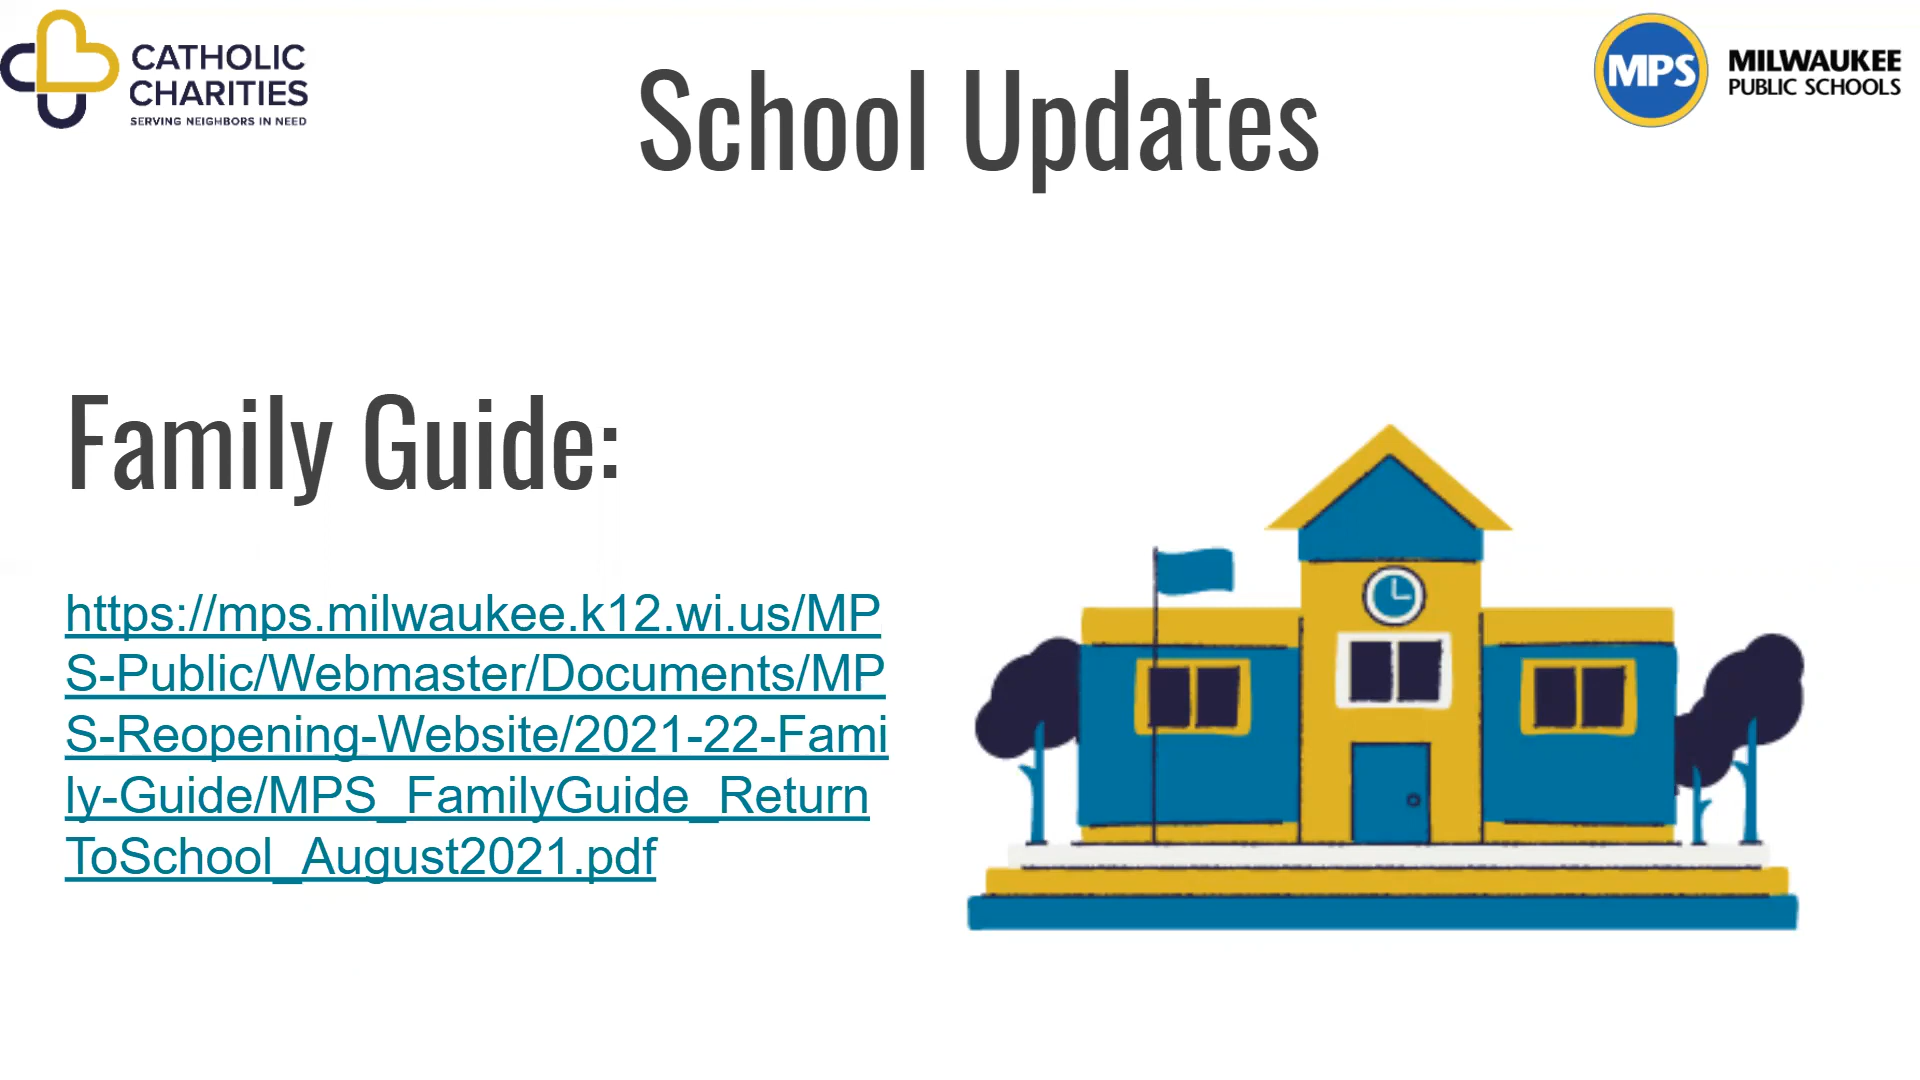 CATHOLIC
CHARITIES
SERVING NEIGHBORS IN NEED
School Updates
MPS
MILWAUKEE
PUBLIC SCHOOLS
Family Guide:
https://mps.milwaukee.k12.wi.us/MP
S-Public/Webmaster/Documents/MP
S-Reopening-Website/2021-22-Fami
ly-Guide/MPS_FamilyGuide_Return
ToSchool_August2021.pdf